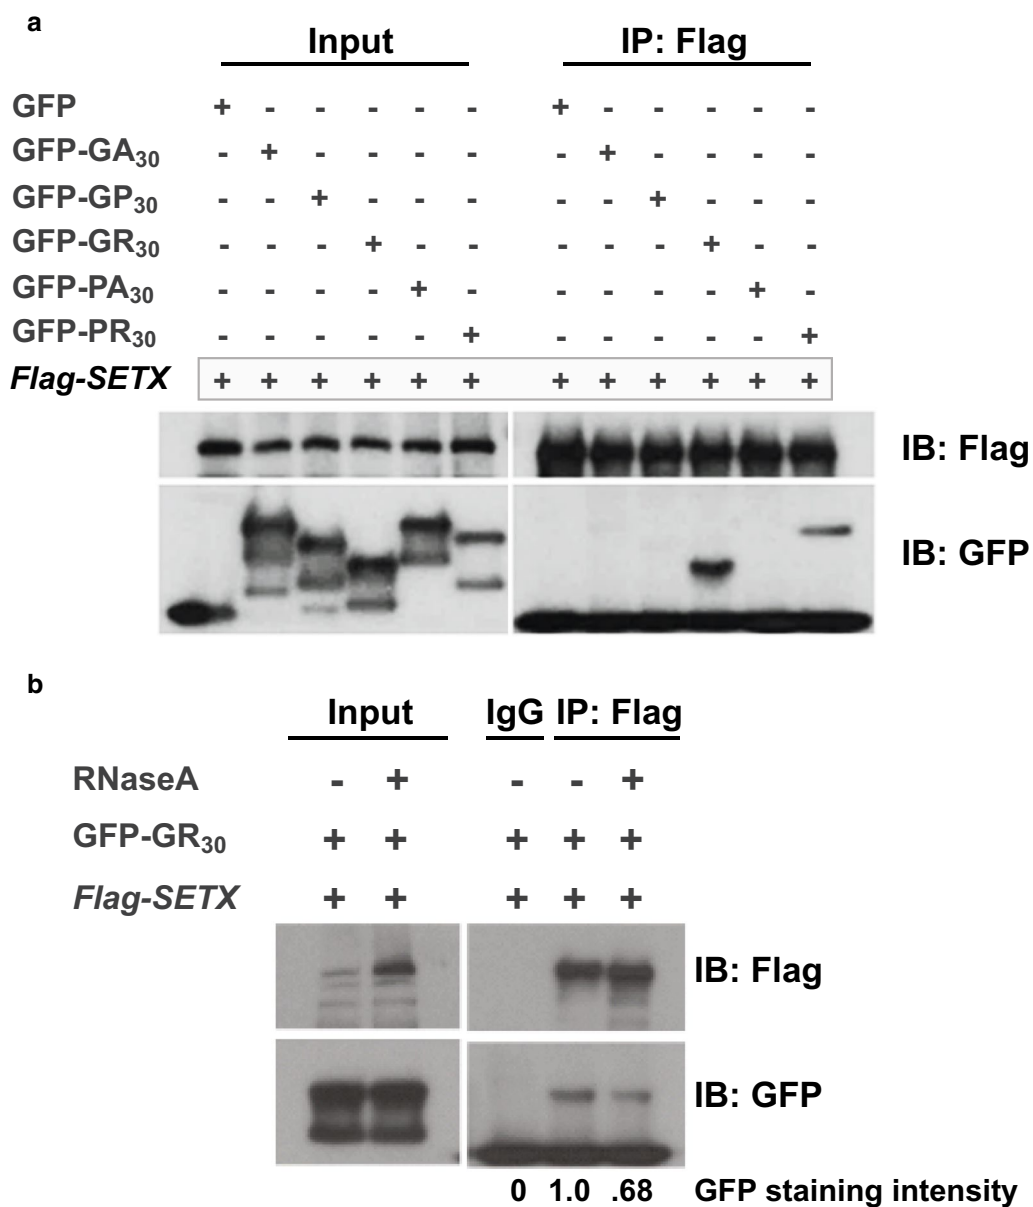 a
Input IP: Flag
GFP + - - - - - + - - - - -
GFP-GA₃₀ - + - - - - - + - - - -
GFP-GP₃₀ - - + - - - - - + - - -
GFP-GR₃₀ - - - + - - - - - + - -
GFP-PA₃₀ - - - - + - - - - - + -
GFP-PR₃₀ - - - - - + - - - - - +
Flag-SETX + + + + + + + + + + + +
IB: Flag
IB: GFP
b
Input IgG IP: Flag
RNaseA - + - - +
GFP-GR₃₀ + + + + +
Flag-SETX + + + + +
IB: Flag
IB: GFP
0 1.0 .68 GFP staining intensity